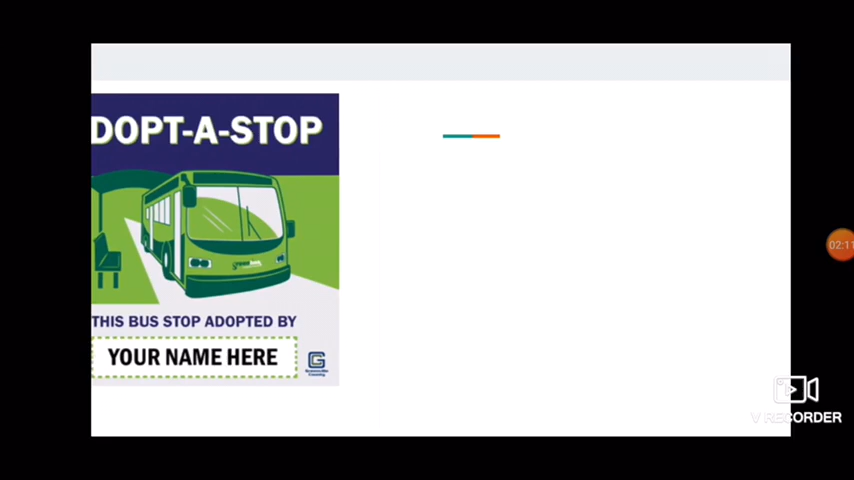 DOPT-A-STOP
THIS BUS STOP ADOPTED BY
YOUR NAME HERE
G
02:11
V RECORDER